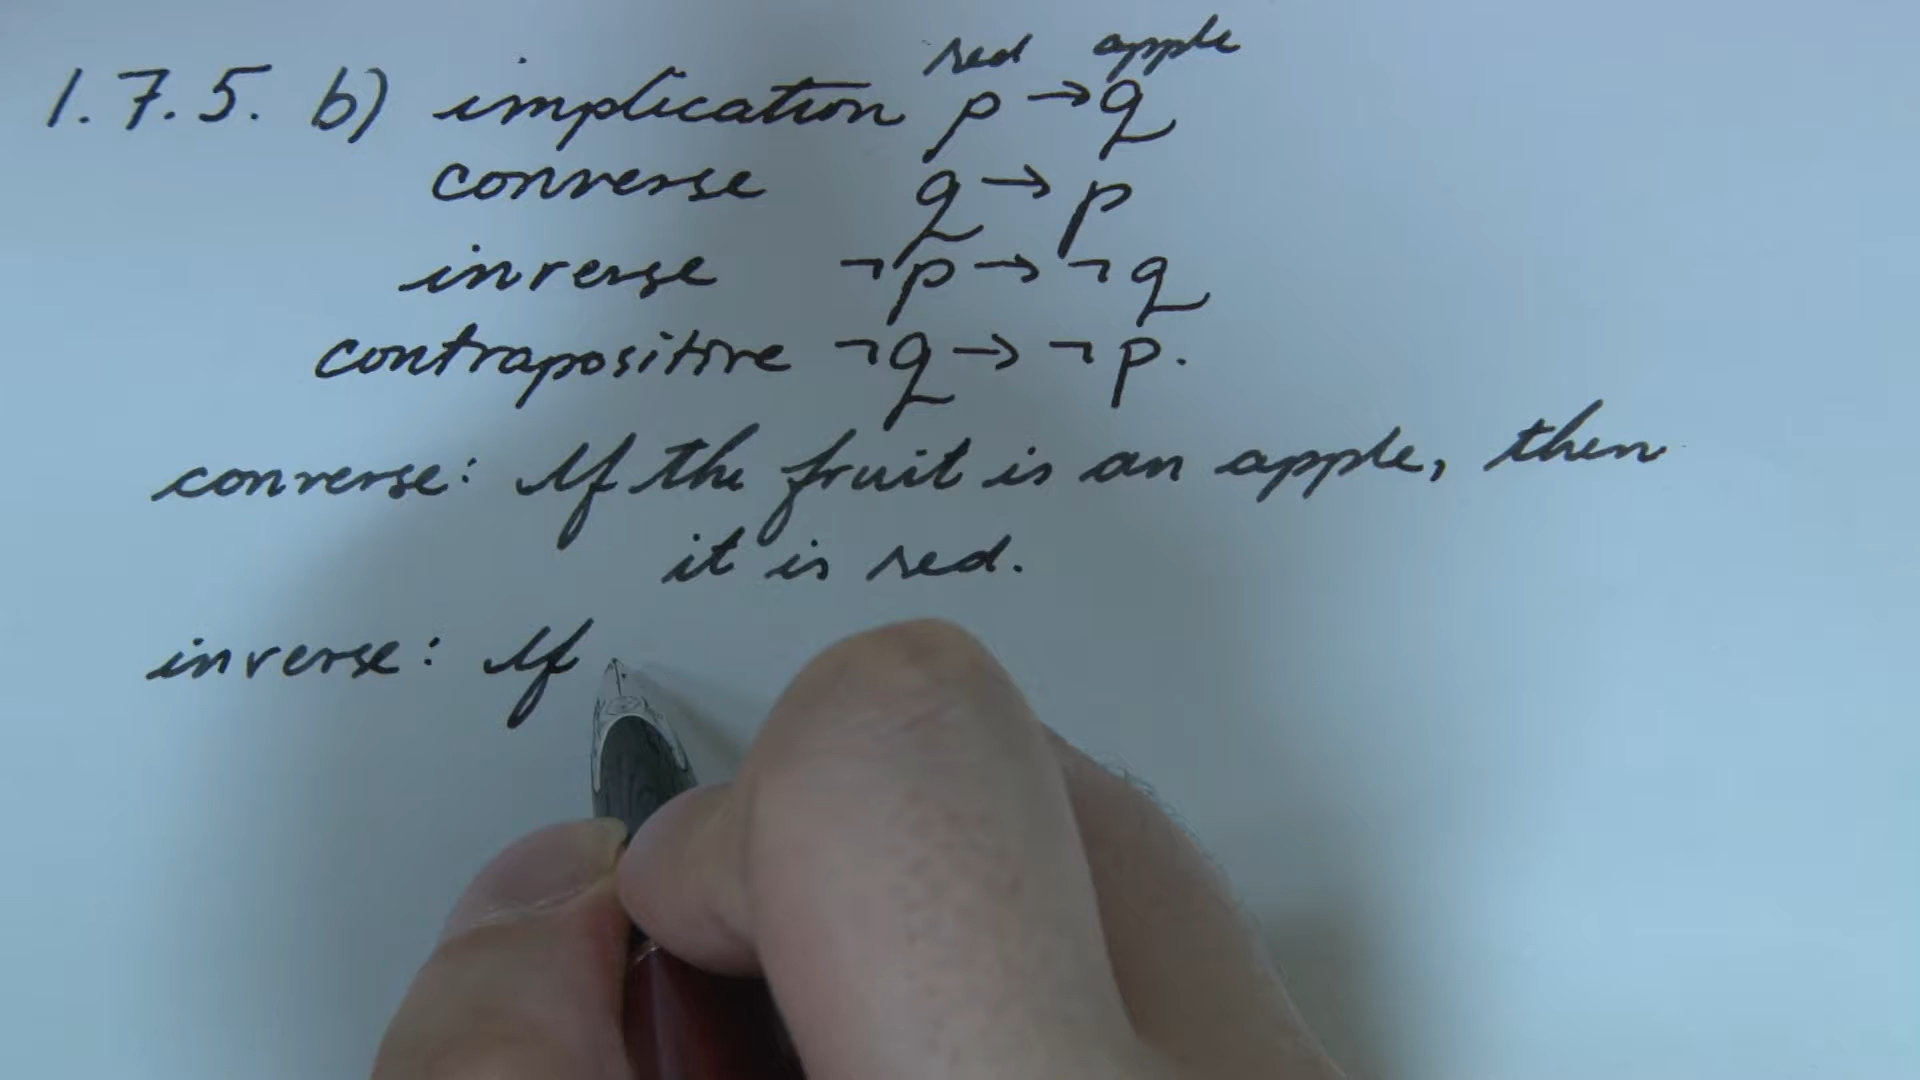 red apple
1.7.5. b) implication p → q
converse q → p
inverse ¬p → ¬q
contrapositive ¬q → ¬p.
converse: If the fruit is an apple, then
it is red.
inverse: If